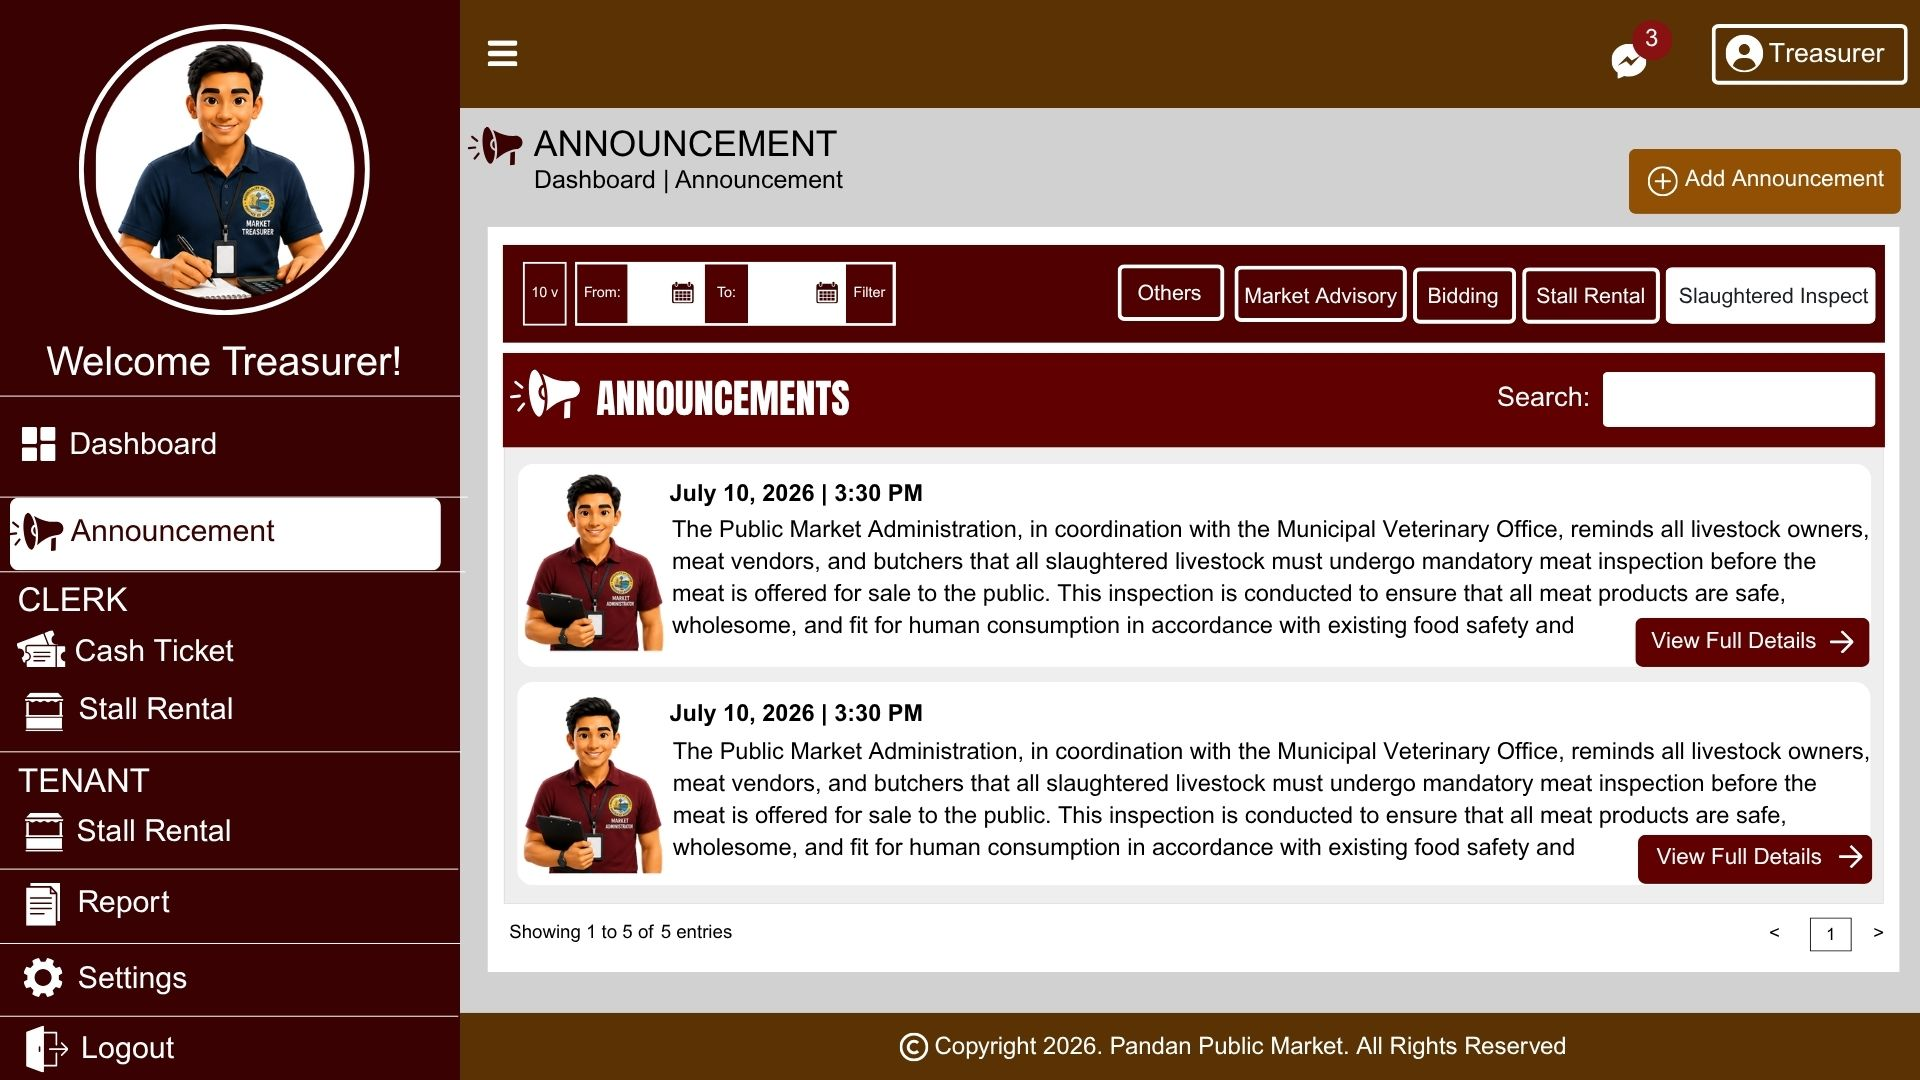 MARKET
TREASURER
Welcome Treasurer!
Dashboard
Announcement
CLERK
Cash Ticket
Stall Rental
TENANT
Stall Rental
Report
Settings
Logout
3
Treasurer
ANNOUNCEMENT
Dashboard | Announcement
Add Announcement
10 v
From:
To:
Filter
Others
Market Advisory
Bidding
Stall Rental
Slaughtered Inspect
ANNOUNCEMENTS
Search:
July 10, 2026 | 3:30 PM
The Public Market Administration, in coordination with the Municipal Veterinary Office, reminds all livestock owners,
meat vendors, and butchers that all slaughtered livestock must undergo mandatory meat inspection before the
meat is offered for sale to the public. This inspection is conducted to ensure that all meat products are safe,
wholesome, and fit for human consumption in accordance with existing food safety and
View Full Details
MARKET
ADMINISTRATOR
July 10, 2026 | 3:30 PM
The Public Market Administration, in coordination with the Municipal Veterinary Office, reminds all livestock owners,
meat vendors, and butchers that all slaughtered livestock must undergo mandatory meat inspection before the
meat is offered for sale to the public. This inspection is conducted to ensure that all meat products are safe,
wholesome, and fit for human consumption in accordance with existing food safety and
View Full Details
MARKET
ADMINISTRATOR
Showing 1 to 5 of 5 entries
< 1 >
© Copyright 2026. Pandan Public Market. All Rights Reserved